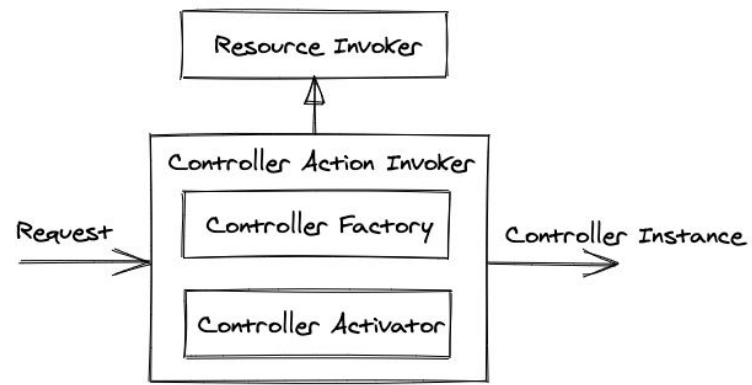 Resource Invoker
Controller Action Invoker
Controller Factory
Request
Controller Instance
Controller Activator